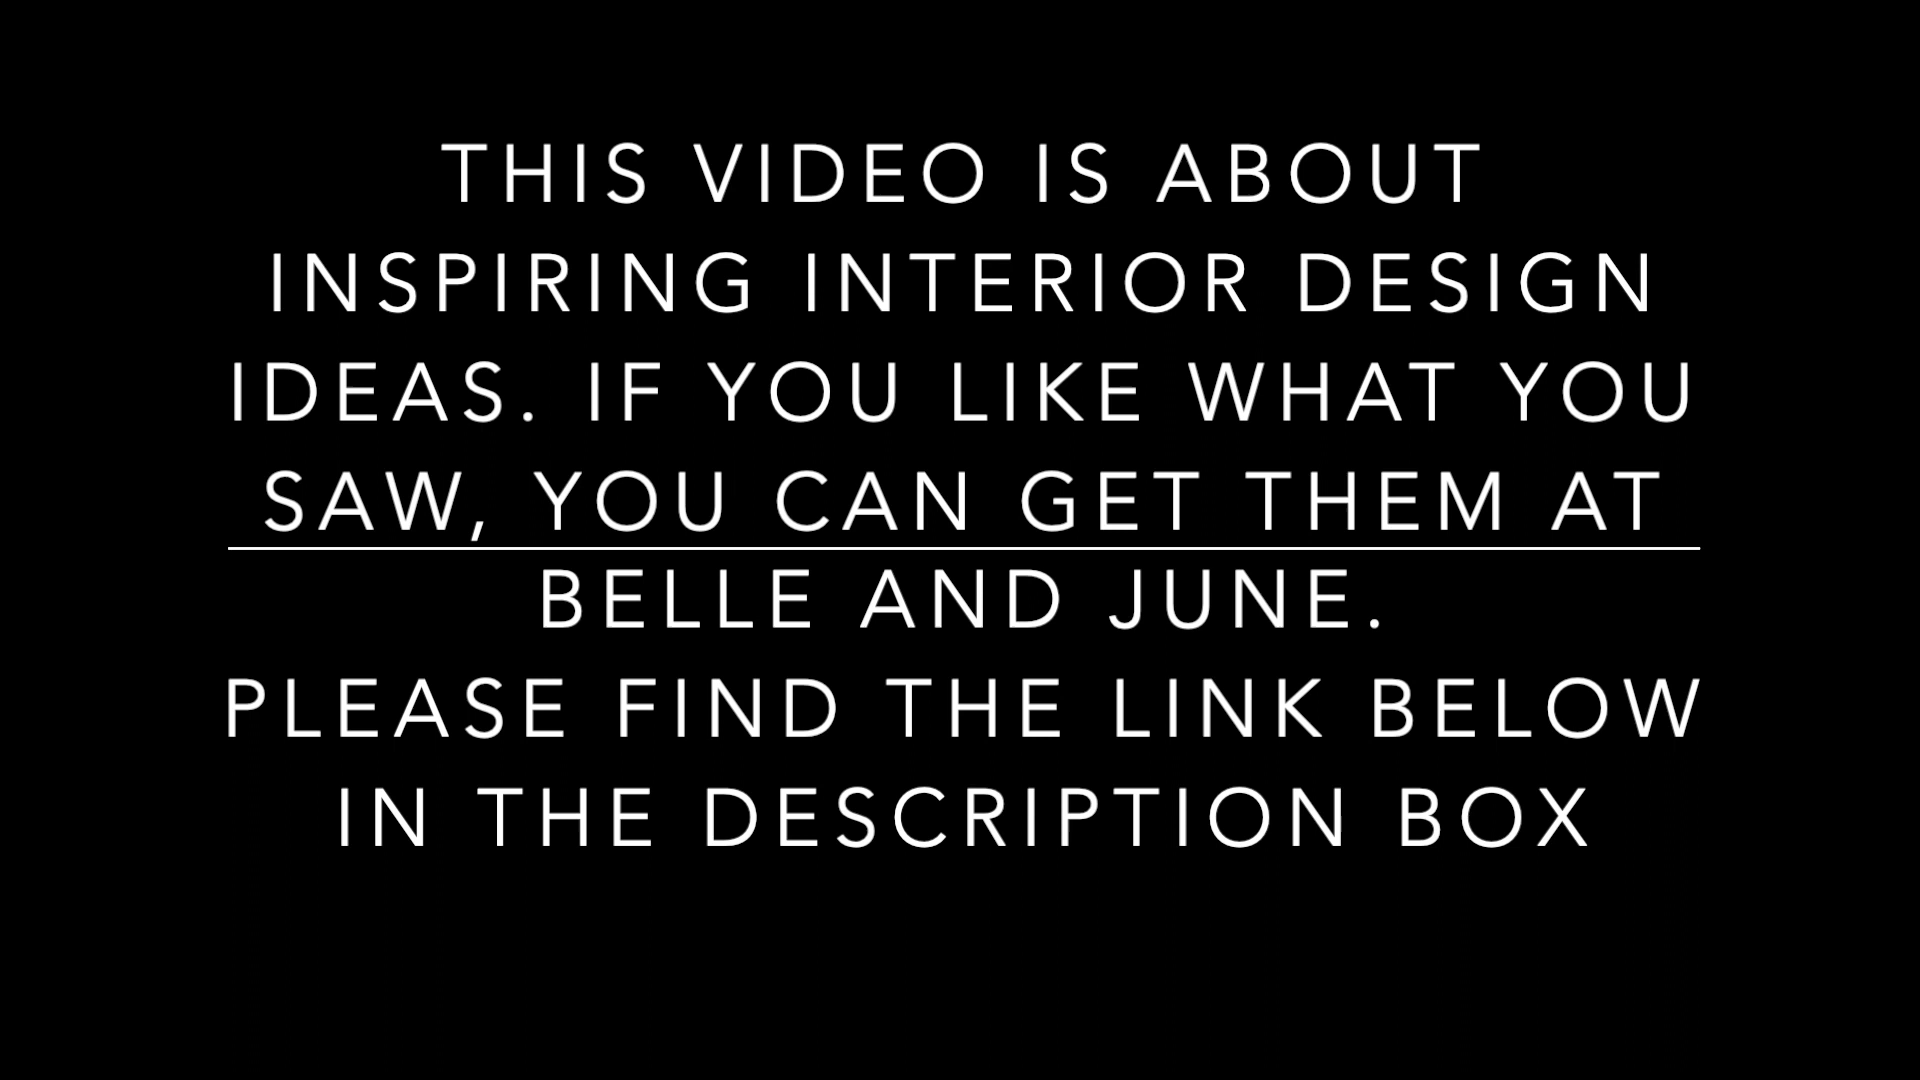 THIS VIDEO IS ABOUT
INSPIRING INTERIOR DESIGN
IDEAS. IF YOU LIKE WHAT YOU
SAW, YOU CAN GET THEM AT
BELLE AND JUNE.
PLEASE FIND THE LINK BELOW
IN THE DESCRIPTION BOX